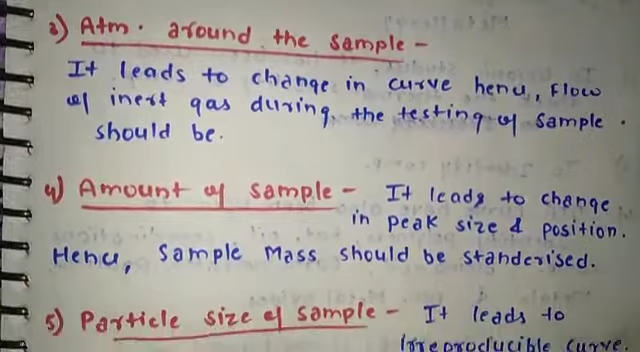 3) Atm. around the sample -
It leads to change in curve henu, Flow
of inert gas during the testing of sample.
should be.
4) Amount of sample - It leads to change
in peak size & position.
Henu, Sample Mass should be standerised.
5) Particle size of sample - It leads to
irreproducible curve.